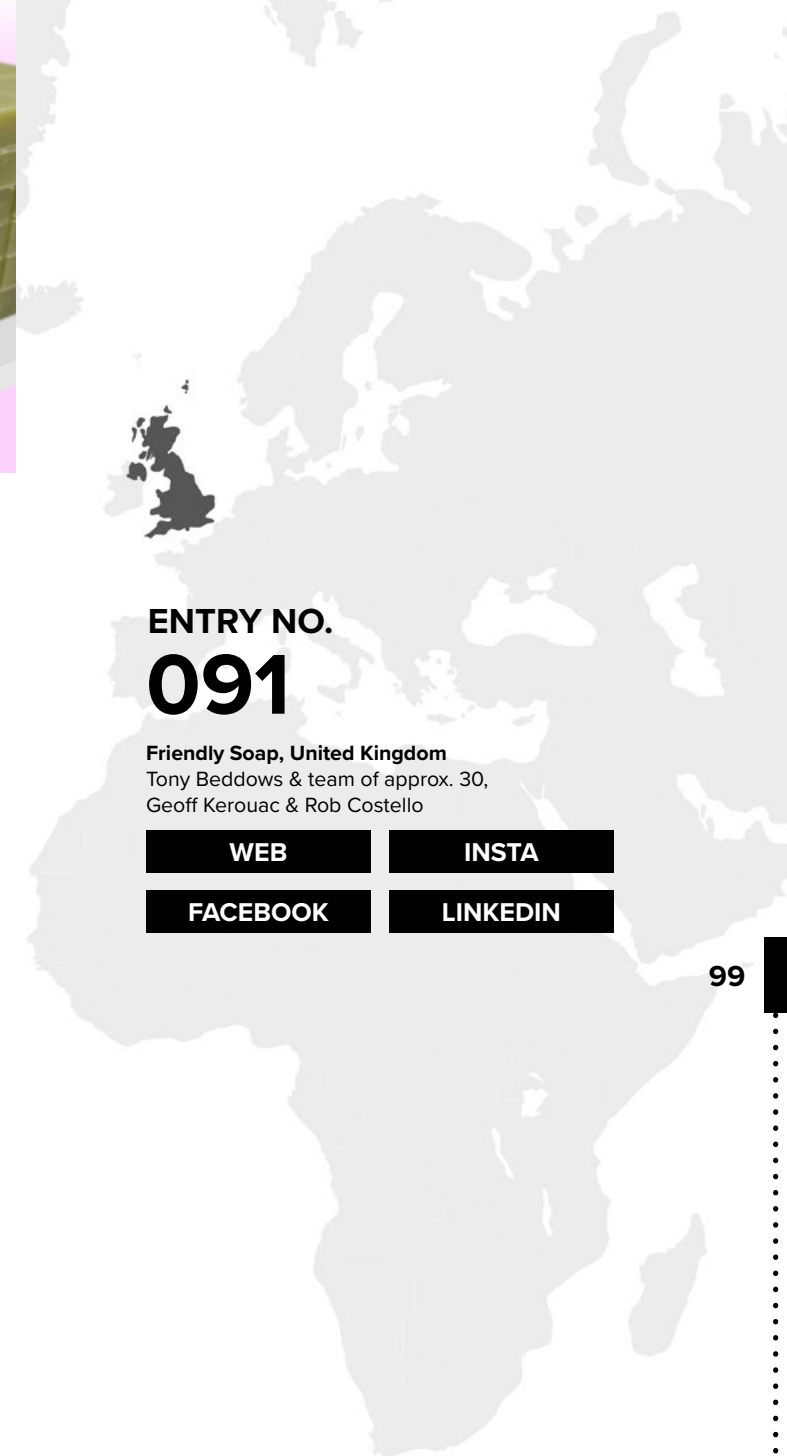 ENTRY NO.
091
Friendly Soap, United Kingdom
Tony Beddows & team of approx. 30,
Geoff Kerouac & Rob Costello
WEB
INSTA
FACEBOOK
LINKEDIN
99